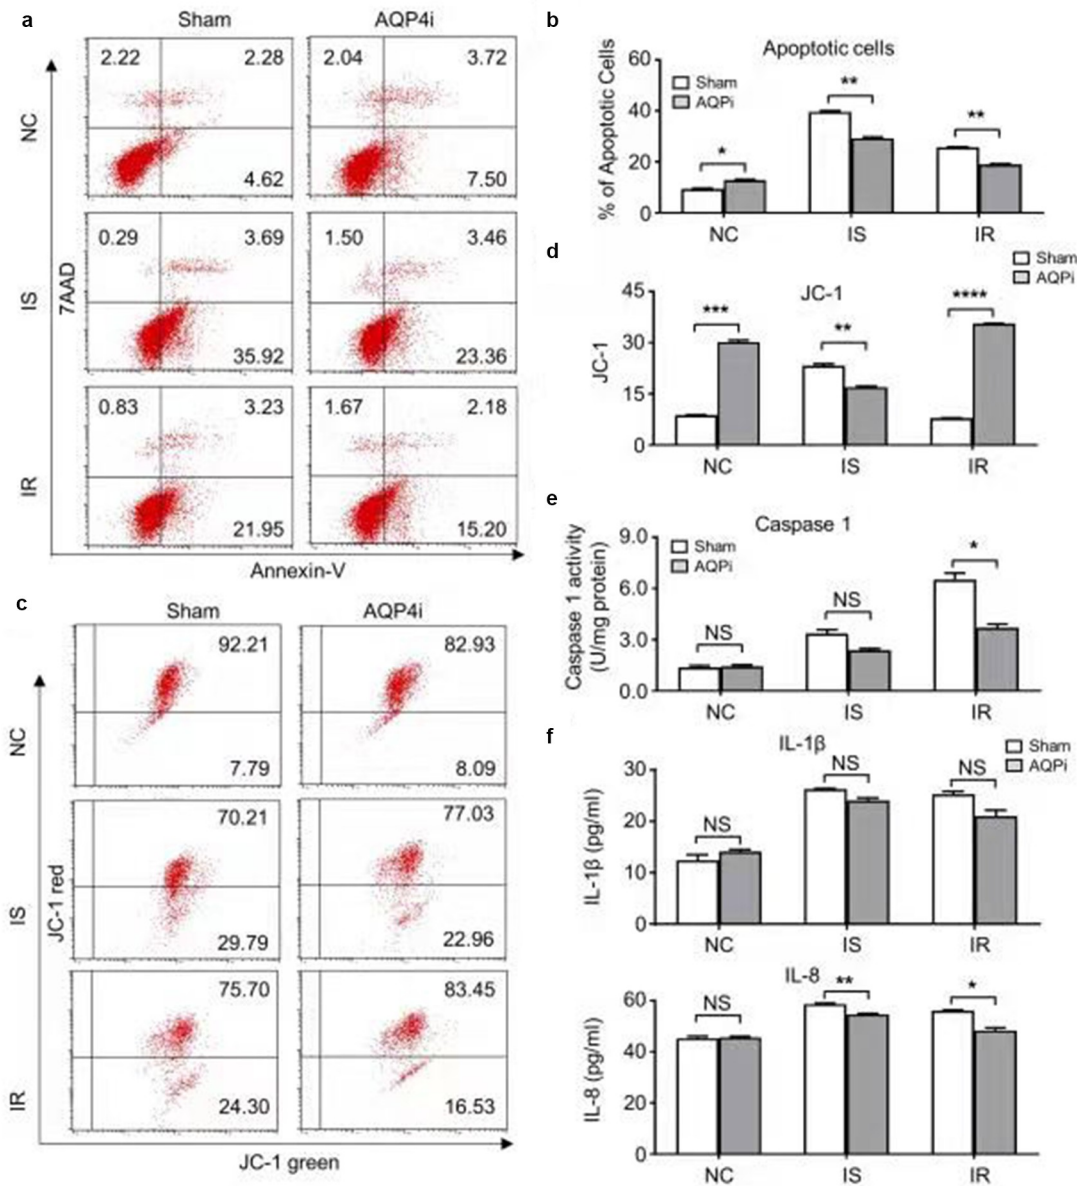 a
Sham
AQP4i
NC
2.22
2.28
4.62
2.04
3.72
7.50
IS
7AAD
0.29
3.69
35.92
1.50
3.46
23.36
IR
0.83
3.23
21.95
1.67
2.18
15.20
Annexin-V
b
Apoptotic cells
% of Apoptotic Cells
60
40
20
0
Sham
AQPi
*
**
**
NC
IS
IR
c
Sham
AQP4i
NC
92.21
7.79
82.93
8.09
IS
JC-1 red
70.21
29.79
77.03
22.96
IR
75.70
24.30
83.45
16.53
JC-1 green
d
Sham
AQPi
JC-1
JC-1
45
30
15
0
***
**
****
NC
IS
IR
e
Caspase 1
Caspase 1 activity
(U/mg protein)
9.0
6.0
3.0
0.0
Sham
AQPi
NS
NS
*
NC
IS
IR
f
IL-1β
Sham
AQPi
IL-1β (pg/ml)
30
20
10
0
NS
NS
NS
NC
IS
IR
IL-8
IL-8 (pg/ml)
60
40
20
0
NS
**
*
NC
IS
IR